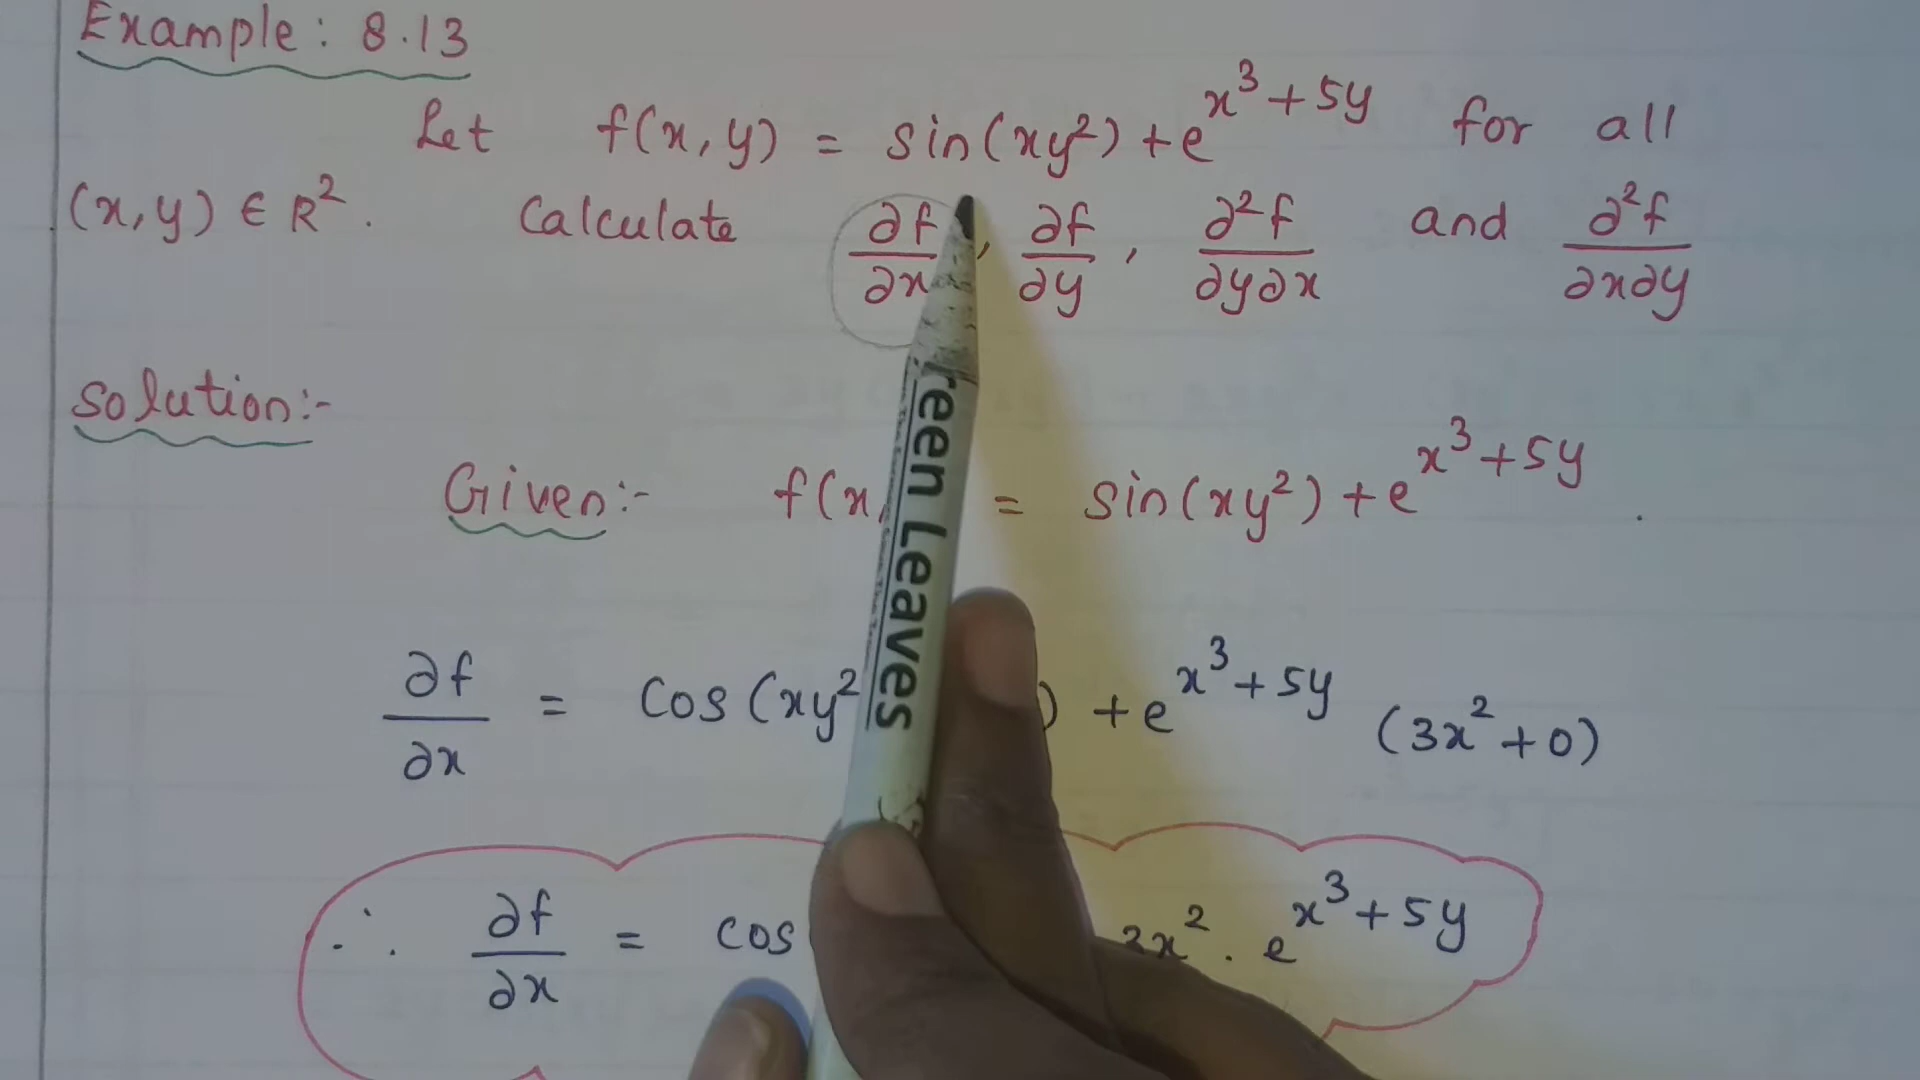 Example: 8.13
Let f(x,y) = sin(xy²) + e^{x³+5y} for all
(x,y) ∈ R². Calculate ∂f/∂x, ∂f/∂y, ∂²f/∂y∂x and ∂²f/∂x∂y
Solution:-
Given:- f(x, = sin(xy²) + e^{x³+5y}.
∂f/∂x = cos(xy² ) + e^{x³+5y} (3x²+0)
∴ ∂f/∂x = cos 3x². e^{x³+5y}
reen Leaves